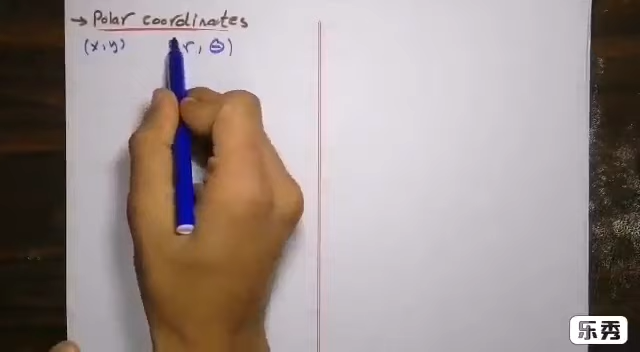 → Polar coordinates
(x,y) (r, θ)
乐秀